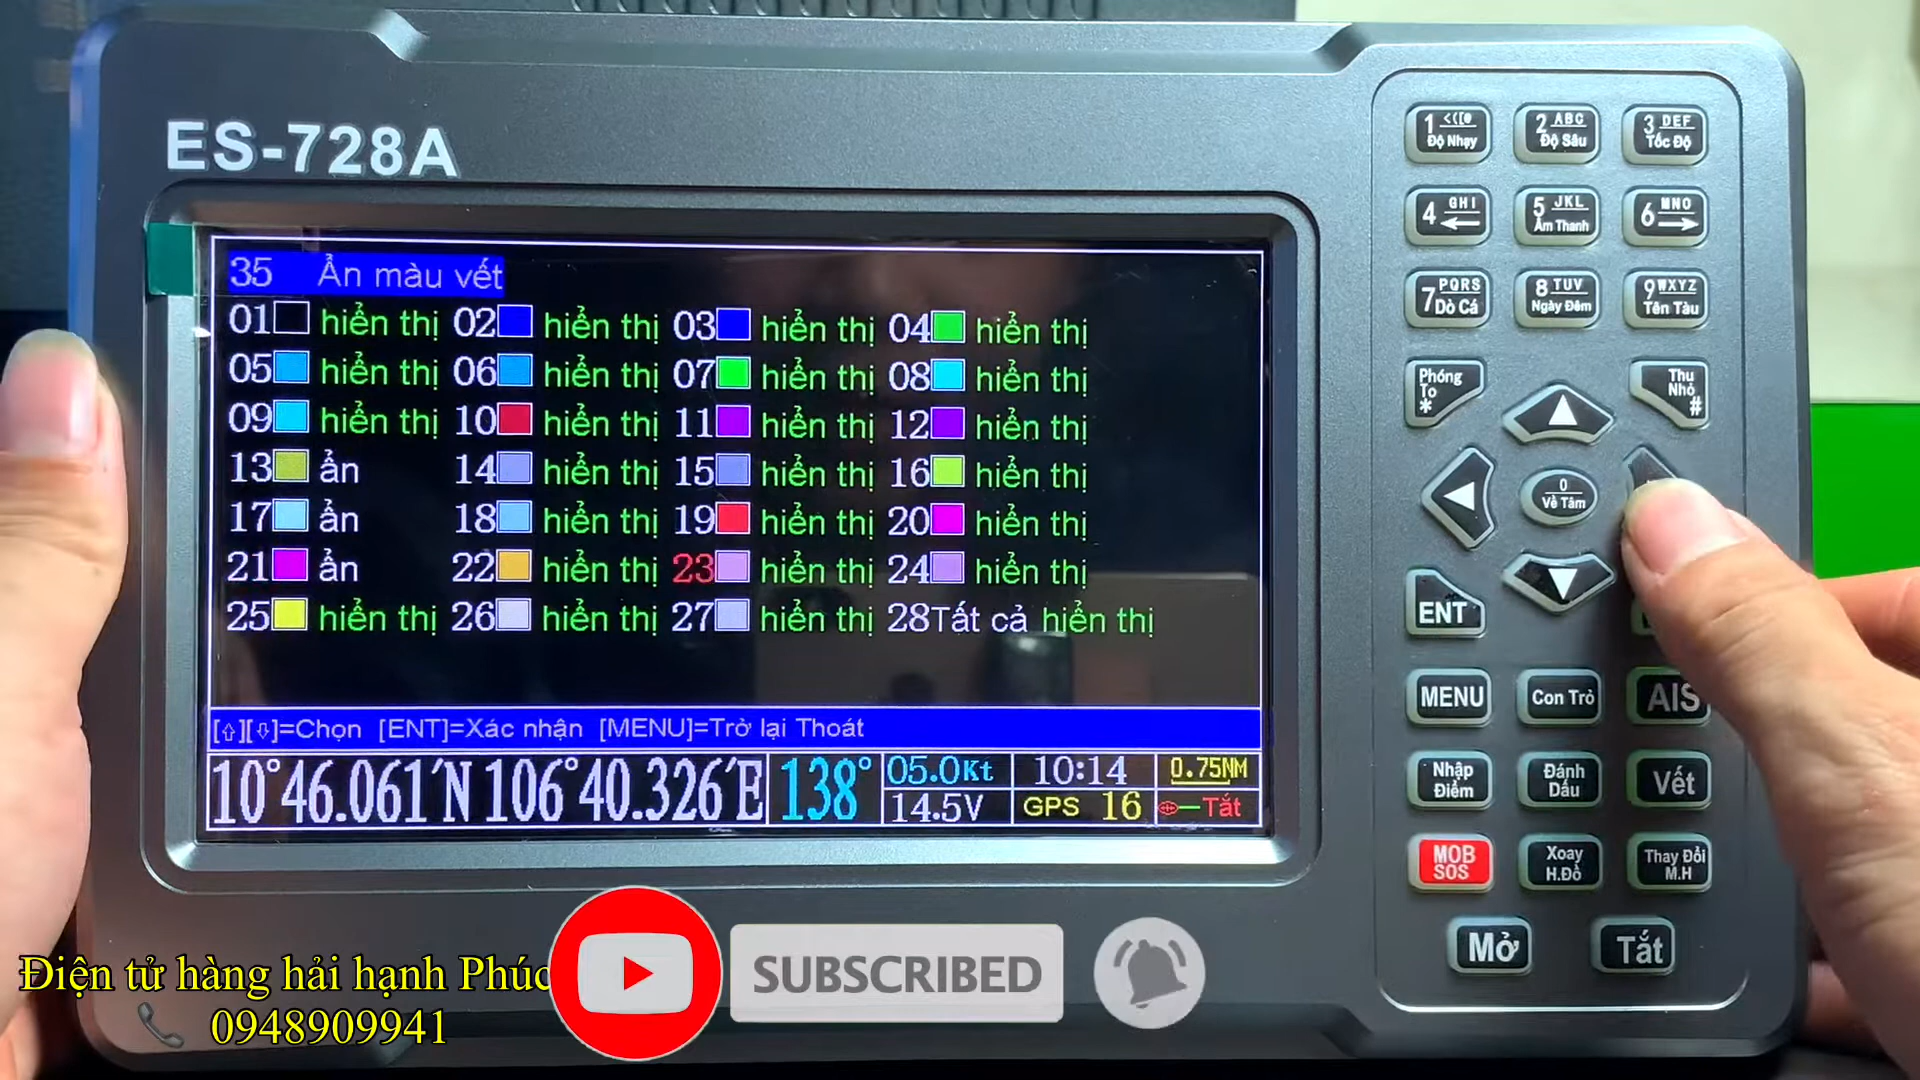 ES-728A
35 Ẩn màu vết
01 hiển thị 02 hiển thị 03 hiển thị 04 hiển thị
05 hiển thị 06 hiển thị 07 hiển thị 08 hiển thị
09 hiển thị 10 hiển thị 11 hiển thị 12 hiển thị
13 ẩn 14 hiển thị 15 hiển thị 16 hiển thị
17 ẩn 18 hiển thị 19 hiển thị 20 hiển thị
21 ẩn 22 hiển thị 23 hiển thị 24 hiển thị
25 hiển thị 26 hiển thị 27 hiển thị 28Tất cả hiển thị
[⇧][⇩]=Chọn [ENT]=Xác nhận [MENU]=Trở lại Thoát
10°46.061'N 106°40.326'E 138° 05.0Kt 10:14 0.75NM
14.5V GPS 16 Tắt
1 <([@ 2 ABC 3 DEF
Độ Nhạy Độ Sâu Tốc Độ
4 GHI 5 JKL 6 MNO
Âm Thanh
7 PQRS 8 TUV 9 WXYZ
Dò Cá Ngày Đêm Tên Tàu
Phóng To * Thu Nhỏ #
0
Về Tâm
ENT
MENU Con Trỏ AIS
Nhập Điểm Đánh Dấu Vết
MOB SOS Xoay H.Đồ Thay Đổi M.H
Mở Tắt
Điện tử hàng hải hạnh Phúc
0948909941
SUBSCRIBED